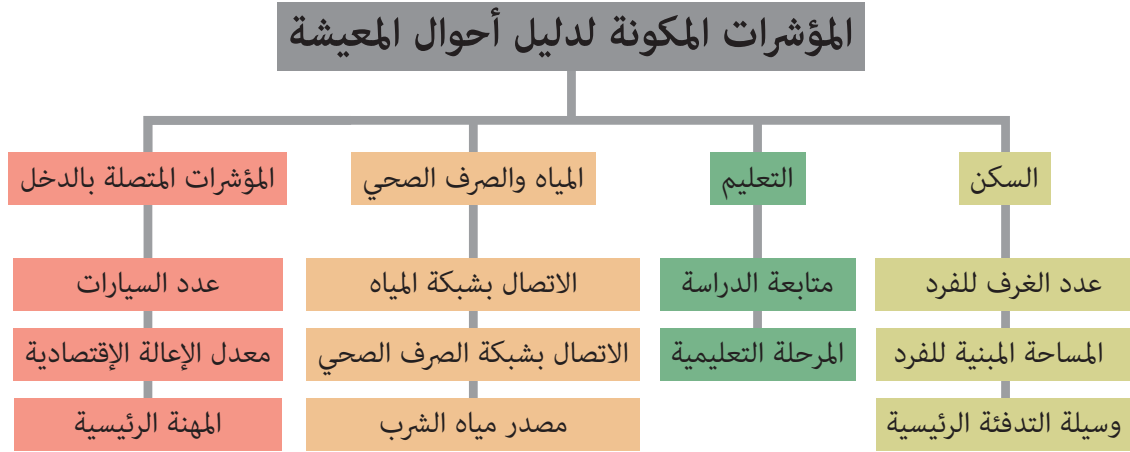 المؤشرات المكونة لدليل أحوال المعيشة
السكن
التعليم
المياه والصرف الصحي
المؤشرات المتصلة بالدخل
عدد الغرف للفرد
متابعة الدراسة
الاتصال بشبكة المياه
عدد السيارات
المساحة المبنية للفرد
المرحلة التعليمية
الاتصال بشبكة الصرف الصحي
معدل الإعالة الإقتصادية
وسيلة التدفئة الرئيسية
مصدر مياه الشرب
المهنة الرئيسية